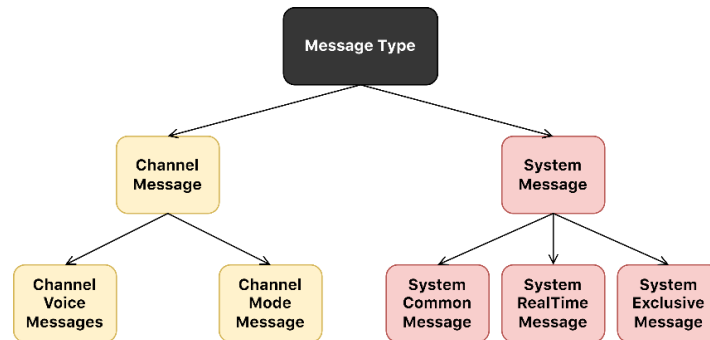 Message Type
Channel
Message
System
Message
Channel
Voice
Messages
Channel
Mode
Message
System
Common
Message
System
RealTime
Message
System
Exclusive
Message